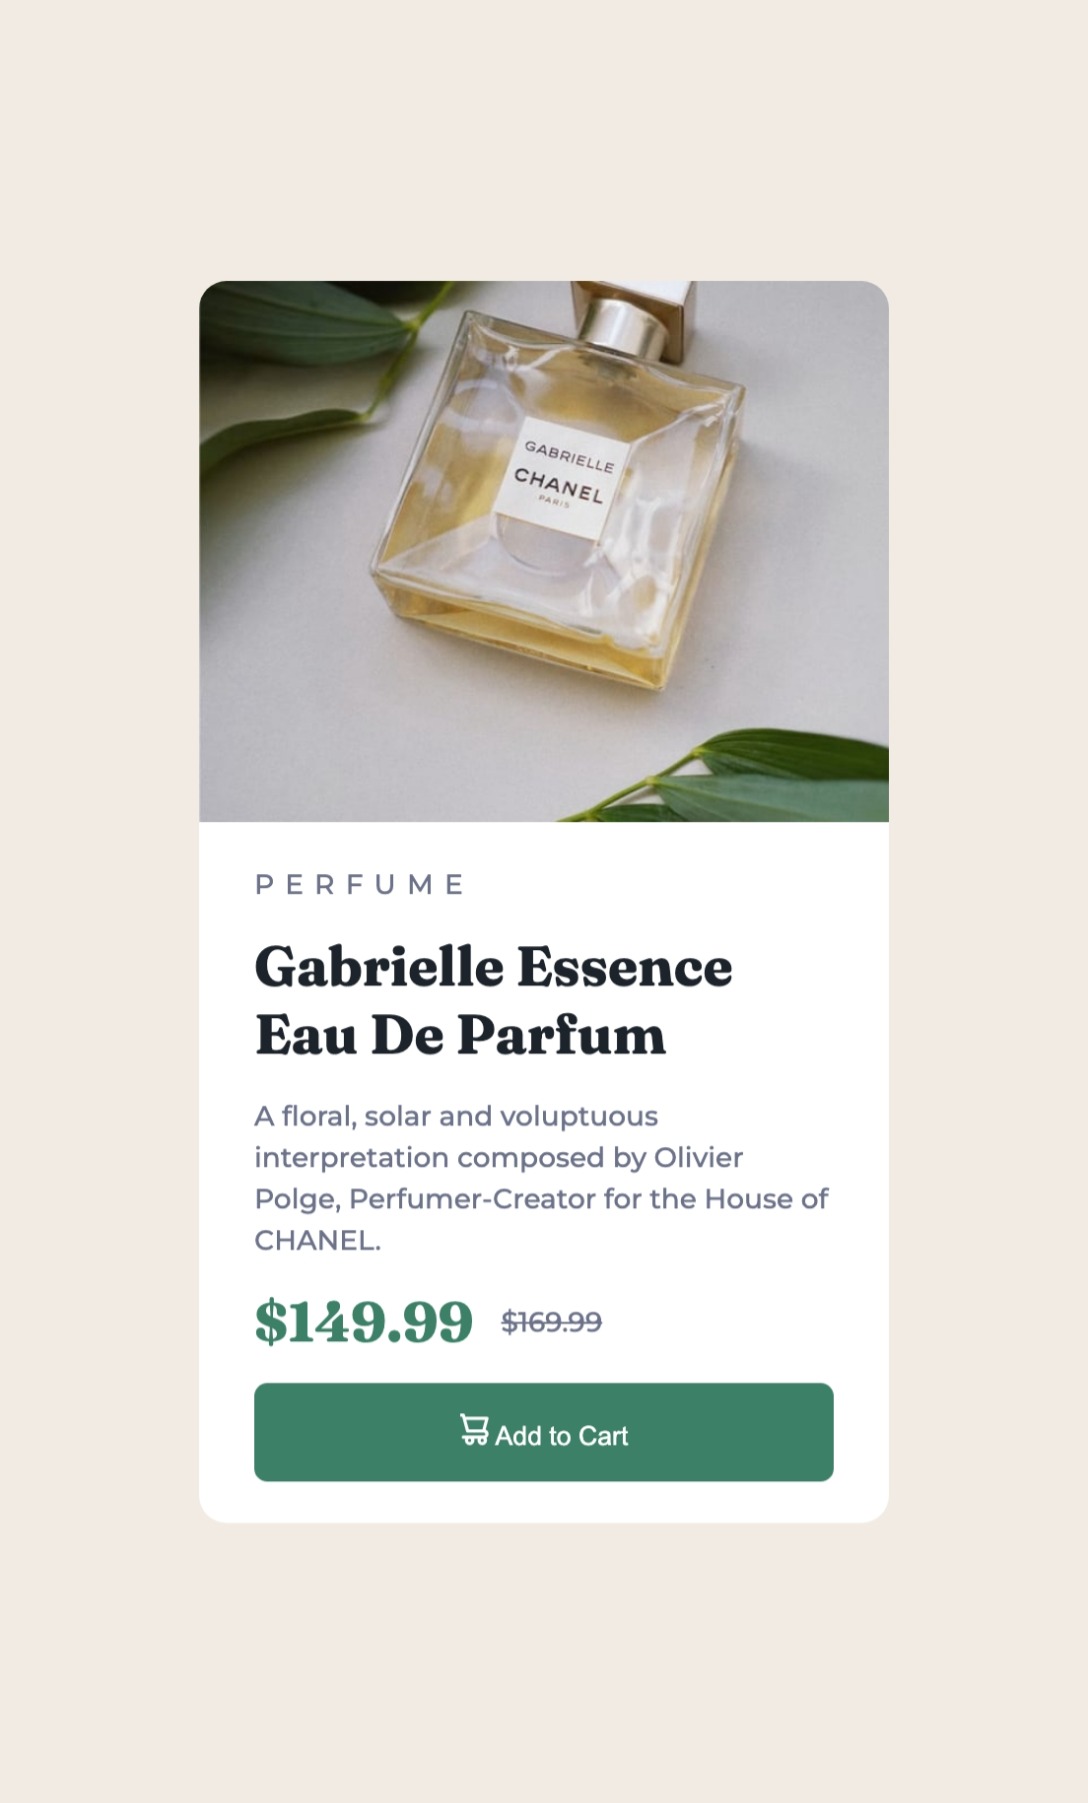 GABRIELLE
CHANEL
PARIS
PERFUME
Gabrielle Essence
Eau De Parfum
A floral, solar and voluptuous
interpretation composed by Olivier
Polge, Perfumer-Creator for the House of
CHANEL.
$149.99 $169.99
Add to Cart